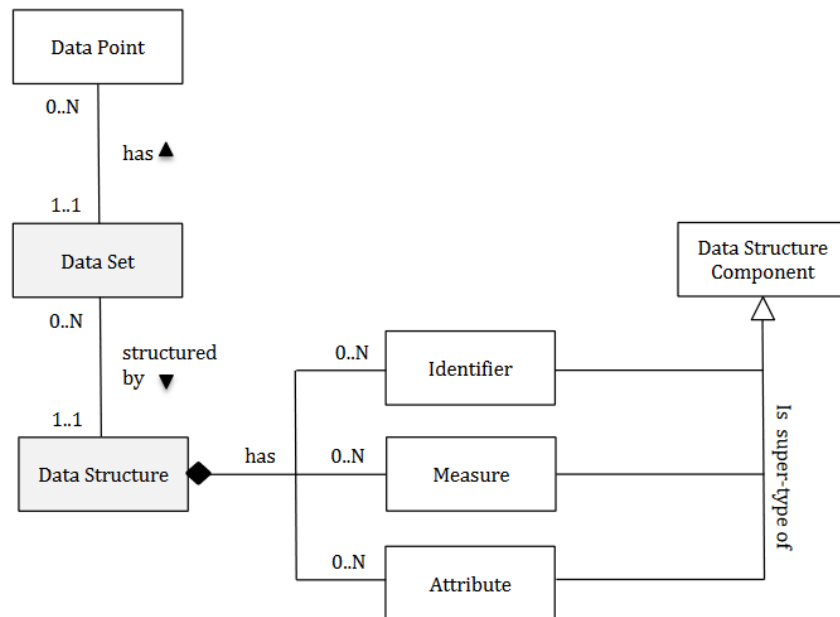 Data Point
0..N
has
1..1
Data Set
Data Structure
Component
0..N
structured
by
0..N
Identifier
1..1
Data Structure
has
0..N
Measure
Is super-type of
0..N
Attribute